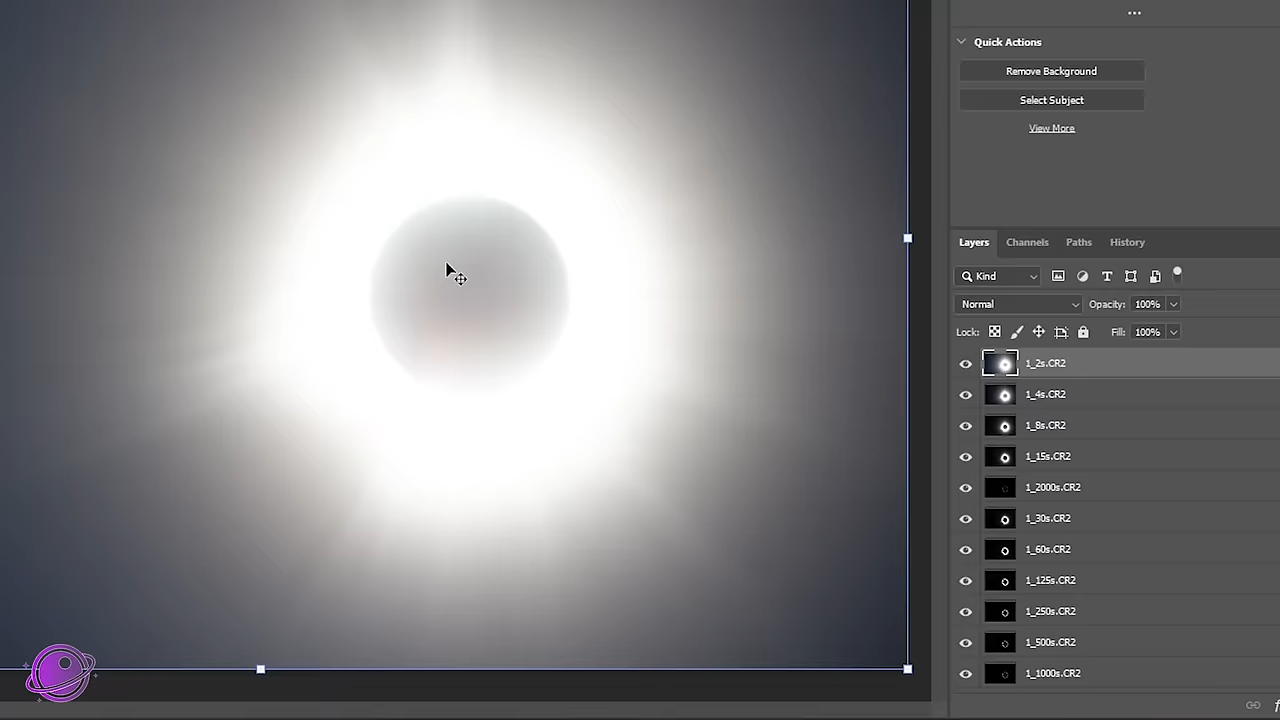 Quick Actions
Remove Background
Select Subject
View More
Layers Channels Paths History
Kind
Normal Opacity: 100%
Lock: Fill: 100%
1_2s.CR2
1_4s.CR2
1_8s.CR2
1_15s.CR2
1_2000s.CR2
1_30s.CR2
1_60s.CR2
1_125s.CR2
1_250s.CR2
1_500s.CR2
1_1000s.CR2